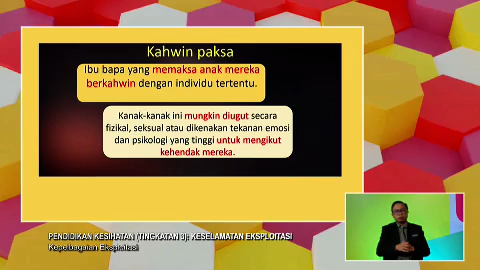 Kahwin paksa
Ibu bapa yang memaksa anak mereka
berkahwin dengan individu tertentu.
Kanak-kanak ini mungkin diugut secara
fizikal, seksual atau dikenakan tekanan emosi
dan psikologi yang tinggi untuk mengikut
kehendak mereka.
PENDIDIKAN KESIHATAN (TINGKATAN 3): KESELAMATAN EKSPLOITASI
Kepelbagaian Eksploitasi